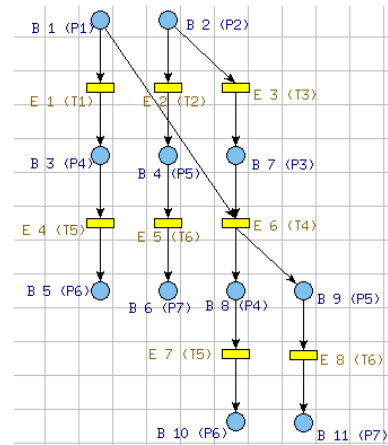 B 1 (P1)
B 2 (P2)
E 1 (T1)
E 2 (T2)
E 3 (T3)
B 3 (P4)
B 4 (P5)
B 7 (P3)
E 4 (T5)
E 5 (T6)
E 6 (T4)
B 5 (P6)
B 6 (P7)
B 8 (P4)
B 9 (P5)
E 7 (T5)
E 8 (T6)
B 10 (P6)
B 11 (P7)